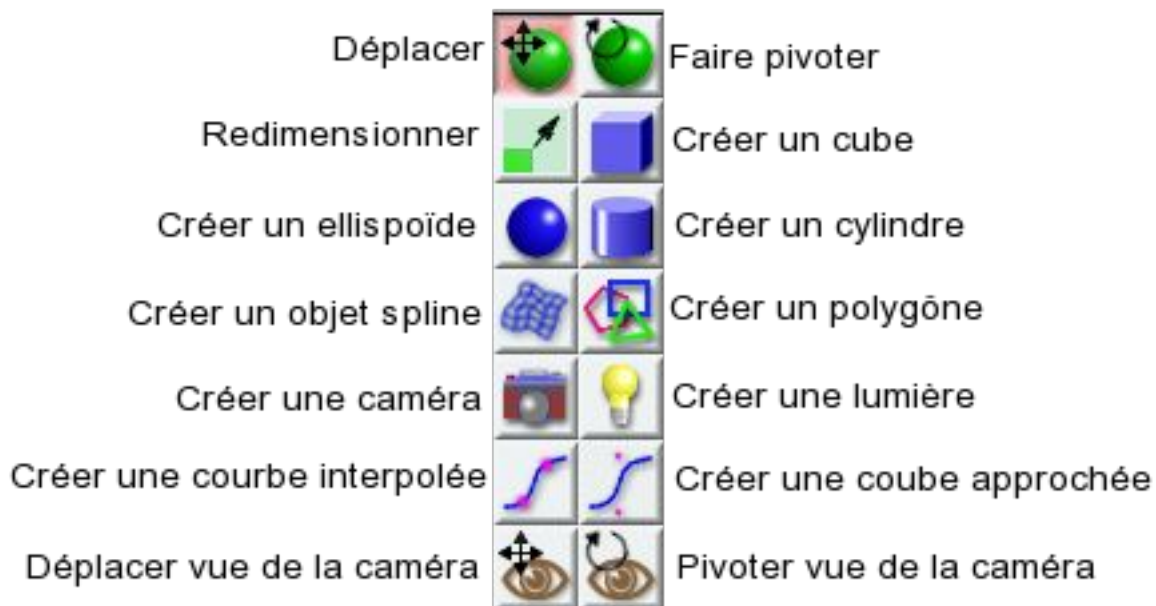 Déplacer
Faire pivoter
Redimensionner
Créer un cube
Créer un ellispoïde
Créer un cylindre
Créer un objet spline
Créer un polygône
Créer une caméra
Créer une lumière
Créer une courbe interpolée
Créer une coube approchée
Déplacer vue de la caméra
Pivoter vue de la caméra